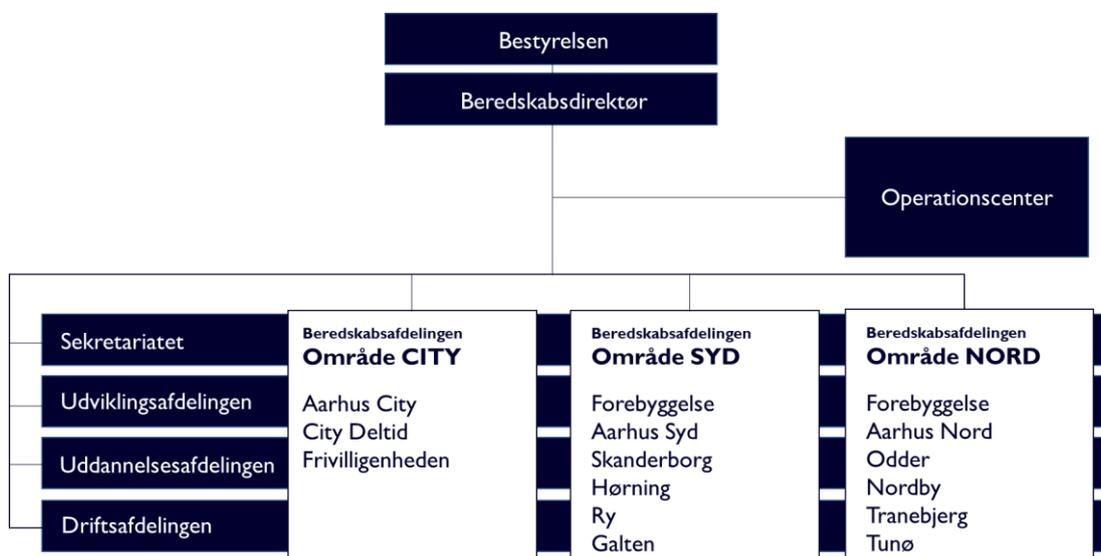 Bestyrelsen
Beredskabsdirektør
Operationscenter
Sekretariatet
Udviklingsafdelingen
Uddannelsesafdelingen
Driftsafdelingen
Beredskabsafdelingen
Område CITY
Aarhus City
City Deltid
Frivilligenheden
Beredskabsafdelingen
Område SYD
Forebyggelse
Aarhus Syd
Skanderborg
Hørning
Ry
Galten
Beredskabsafdelingen
Område NORD
Forebyggelse
Aarhus Nord
Odder
Nordby
Tranebjerg
Tunø